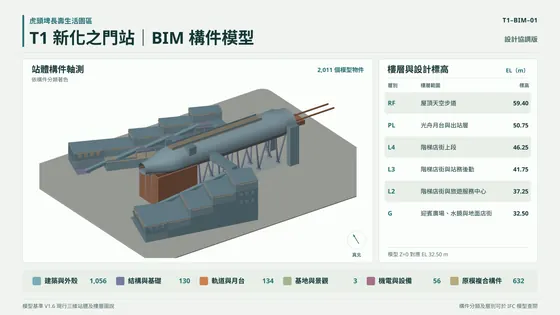 虎頭埤長壽生活園區
T1 新化之門站｜BIM 構件模型
T1-BIM-01
設計協調版
站體構件軸測
依構件分類著色
2,011 個模型物件
真北
樓層與設計標高
EL（m）
層別 樓層範圍 標高
RF 屋頂天空步道 59.40
PL 光舟月台與出站層 50.75
L4 階梯店街上段 46.25
L3 階梯店街與站務後勤 41.75
L2 階梯店街與旅遊服務中心 37.25
G 迎賓廣場、水鏡與地面店街 32.50
模型 Z=0 對應 EL 32.50 m
建築與外殼 1,056
結構與基礎 130
軌道與月台 134
基地與景觀 3
機電與設備 56
原模複合構件 632
模型基準 V1.6 現行三線站體及樓層圖說
構件分類及屬別可於 IFC 模型查閱